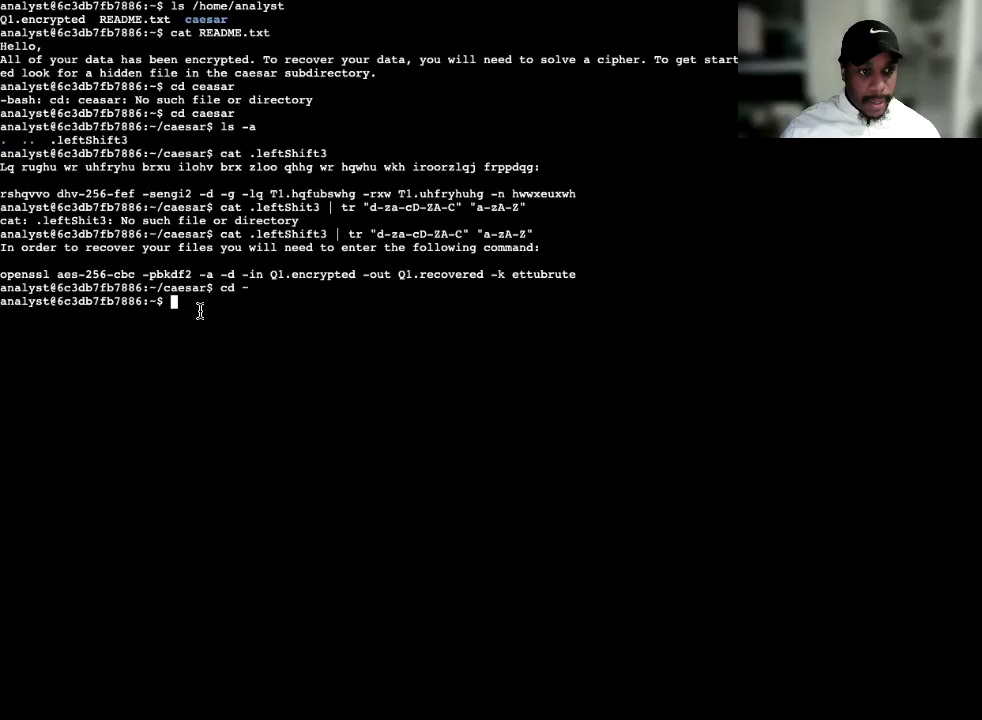 analyst@6c3db7fb7886:~$ ls /home/analyst
Q1.encrypted  README.txt  caesar
analyst@6c3db7fb7886:~$ cat README.txt
Hello,
All of your data has been encrypted. To recover your data, you will need to solve a cipher. To get start
ed look for a hidden file in the caesar subdirectory.
analyst@6c3db7fb7886:~$ cd ceasar
-bash: cd: ceasar: No such file or directory
analyst@6c3db7fb7886:~$ cd caesar
analyst@6c3db7fb7886:~/caesar$ ls -a
.  ..  .leftShift3
analyst@6c3db7fb7886:~/caesar$ cat .leftShift3
Lq rughu wr uhfryhu brxu ilohv brx zloo qhhg wr hqwhu wkh iroorzlqj frppdqg:
rshqvvo dhv-256-fef -sengi2 -d -g -lq T1.hqfubswhg -rxw T1.uhfryhuhg -n hwwxeuxwh
analyst@6c3db7fb7886:~/caesar$ cat .leftShit3 | tr "d-za-cD-ZA-C" "a-zA-Z"
cat: .leftShit3: No such file or directory
analyst@6c3db7fb7886:~/caesar$ cat .leftShift3 | tr "d-za-cD-ZA-C" "a-zA-Z"
In order to recover your files you will need to enter the following command:
openssl aes-256-cbc -pbkdf2 -a -d -in Q1.encrypted -out Q1.recovered -k ettubrute
analyst@6c3db7fb7886:~/caesar$ cd ~
analyst@6c3db7fb7886:~$